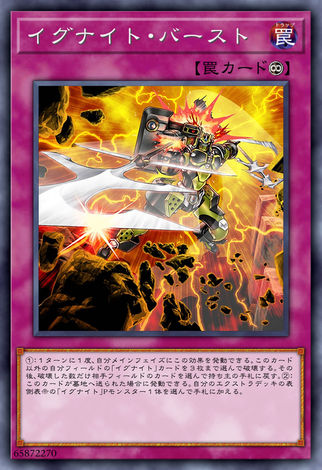 イグナイト・バースト
罠
トラップ
【罠カード】
①:1ターンに1度、自分メインフェイズにこの効果を発動できる。このカード
以外の自分フィールドの「イグナイト」カードを3枚まで選んで破壊する。その
後、破壊した数だけ相手フィールドのカードを選んで持ち主の手札に戻す。②:
このカードが墓地へ送られた場合に発動できる。自分のエクストラデッキの表
側表示の「イグナイト」Pモンスター1体を選んで手札に加える。
65872270